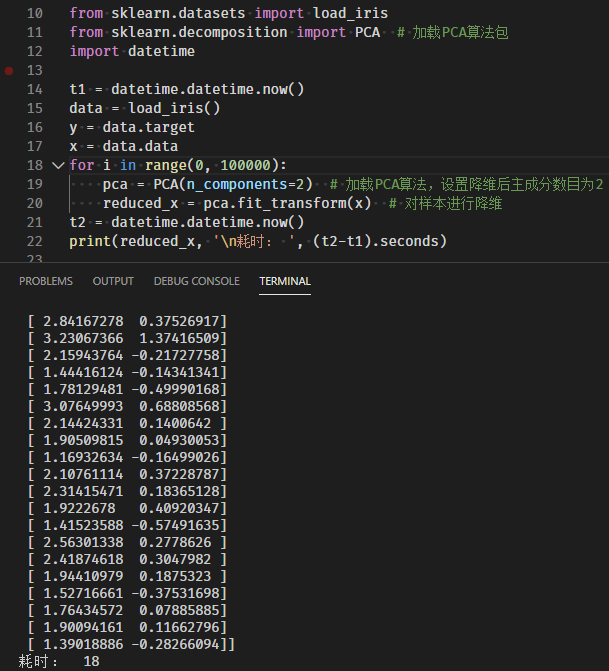 10 from sklearn.datasets import load_iris
11 from sklearn.decomposition import PCA  # 加载PCA算法包
12 import datetime
13
14 t1 = datetime.datetime.now()
15 data = load_iris()
16 y = data.target
17 x = data.data
18 for i in range(0, 100000):
19     pca = PCA(n_components=2)  # 加载PCA算法，设置降维后主成分数目为2
20     reduced_x = pca.fit_transform(x)  # 对样本进行降维
21 t2 = datetime.datetime.now()
22 print(reduced_x, '\n耗时: ', (t2-t1).seconds)
23
PROBLEMS OUTPUT DEBUG CONSOLE TERMINAL
[ 2.84167278  0.37526917]
[ 3.23067366  1.37416509]
[ 2.15943764 -0.21727758]
[ 1.44416124 -0.14341341]
[ 1.78129481 -0.49990168]
[ 3.07649993  0.68808568]
[ 2.14424331  0.1400642 ]
[ 1.90509815  0.04930053]
[ 1.16932634 -0.16499026]
[ 2.10761114  0.37228787]
[ 2.31415471  0.18365128]
[ 1.9222678   0.40920347]
[ 1.41523588 -0.57491635]
[ 2.56301338  0.2778626 ]
[ 2.41874618  0.3047982 ]
[ 1.94410979  0.1875323 ]
[ 1.52716661 -0.37531698]
[ 1.76434572  0.07885885]
[ 1.90094161  0.11662796]
[ 1.39018886 -0.28266094]]
耗时:  18